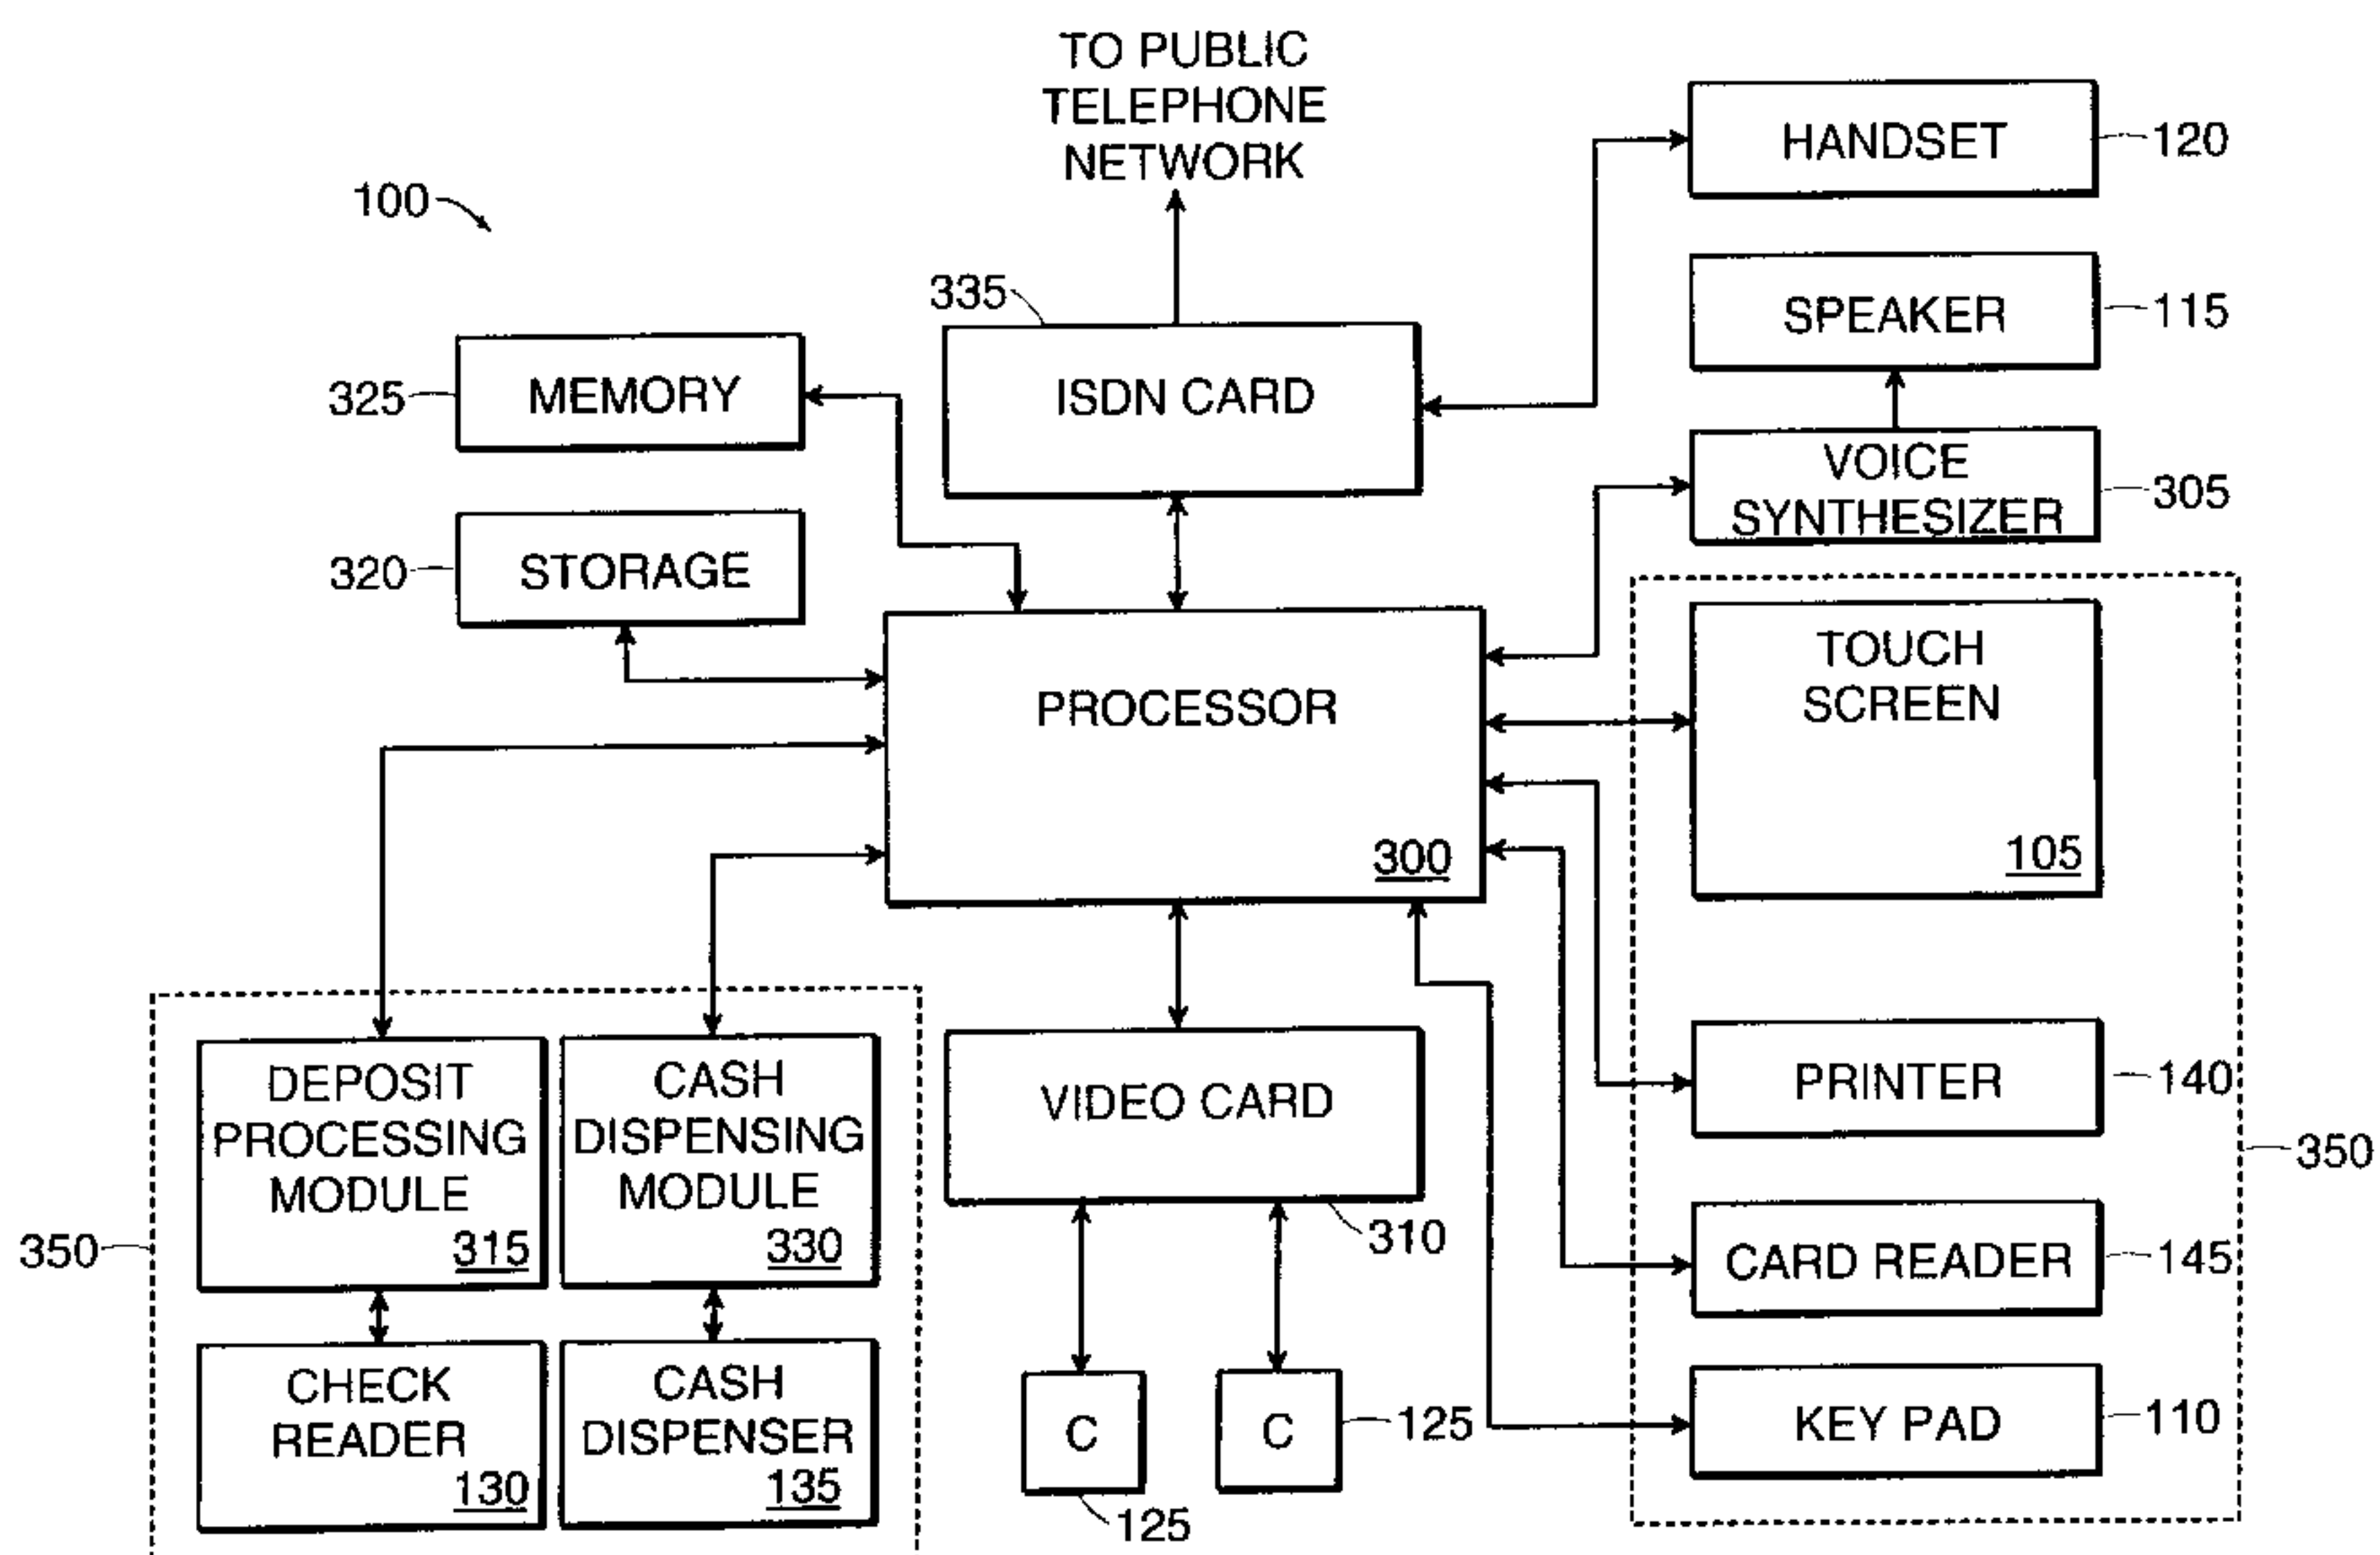 TO PUBLIC
TELEPHONE
NETWORK
100
HANDSET
120
335
SPEAKER
115
325
MEMORY
ISDN CARD
VOICE
SYNTHESIZER
305
320
STORAGE
PROCESSOR
300
TOUCH
SCREEN
105
DEPOSIT
PROCESSING
MODULE
315
CASH
DISPENSING
MODULE
330
VIDEO CARD
310
PRINTER
140
350
350
CARD READER
145
CHECK
READER
130
CASH
DISPENSER
135
C
125
C
125
KEY PAD
110